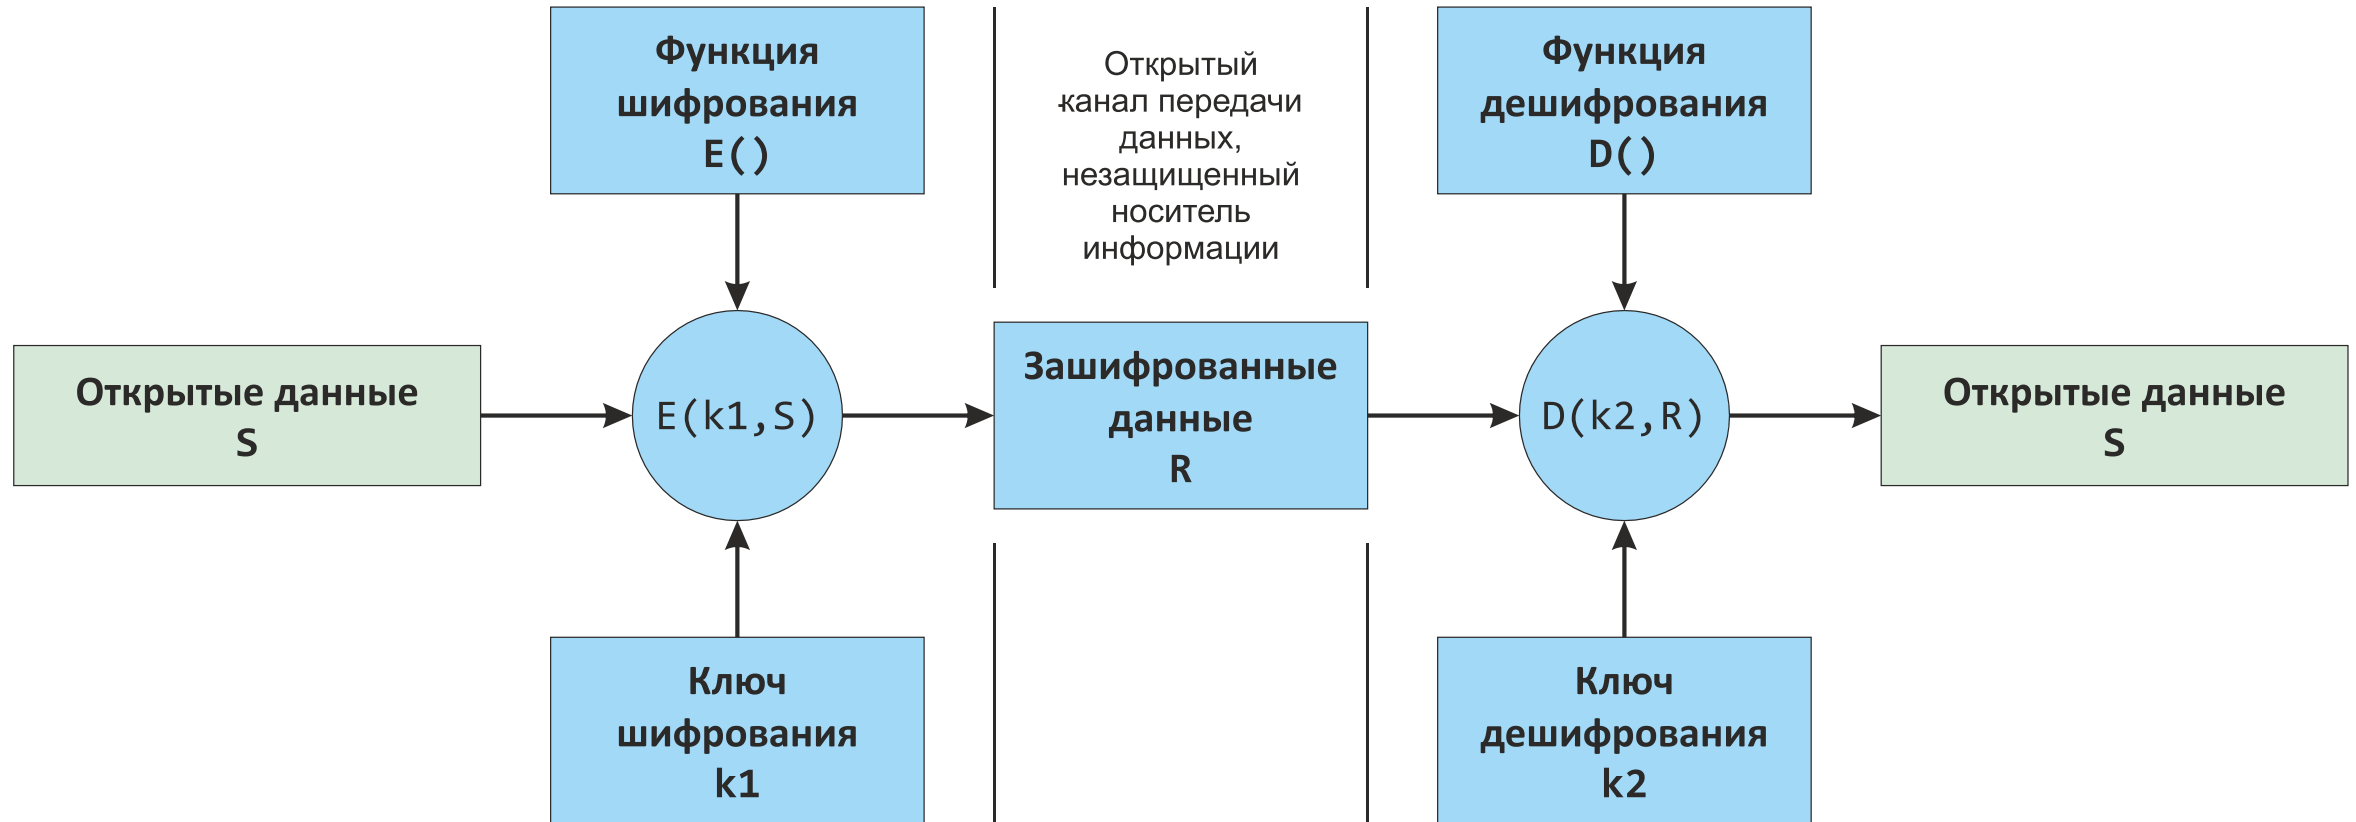 Функция
шифрования
E()
Открытый
канал передачи
данных,
незащищенный
носитель
информации
Функция
дешифрования
D()
Открытые данные
S
E(k1,S)
Зашифрованные
данные
R
D(k2,R)
Открытые данные
S
Ключ
шифрования
k1
Ключ
дешифрования
k2